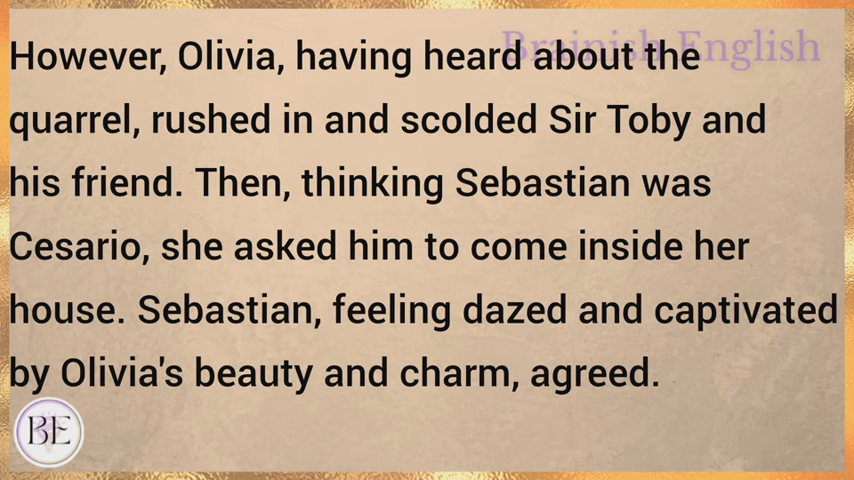 Brainish English
However, Olivia, having heard about the
quarrel, rushed in and scolded Sir Toby and
his friend. Then, thinking Sebastian was
Cesario, she asked him to come inside her
house. Sebastian, feeling dazed and captivated
by Olivia's beauty and charm, agreed.
BE